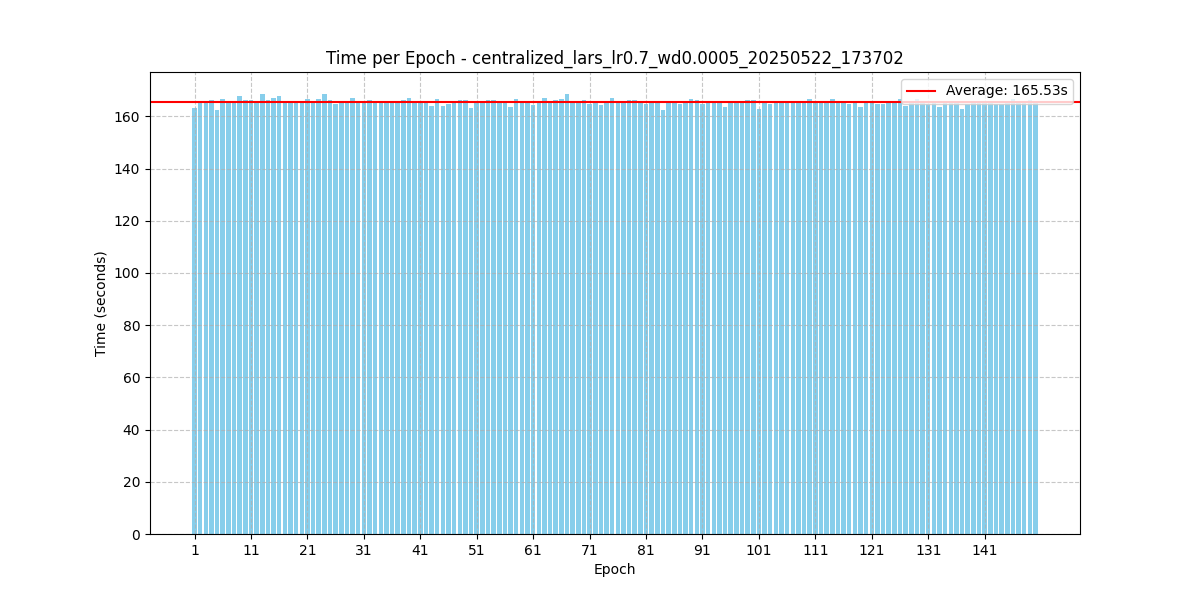 Time per Epoch - centralized_lars_lr0.7_wd0.0005_20250522_173702
Average: 165.53s
160
140
120
100
80
60
40
20
0
Time (seconds)
1 11 21 31 41 51 61 71 81 91 101 111 121 131 141
Epoch